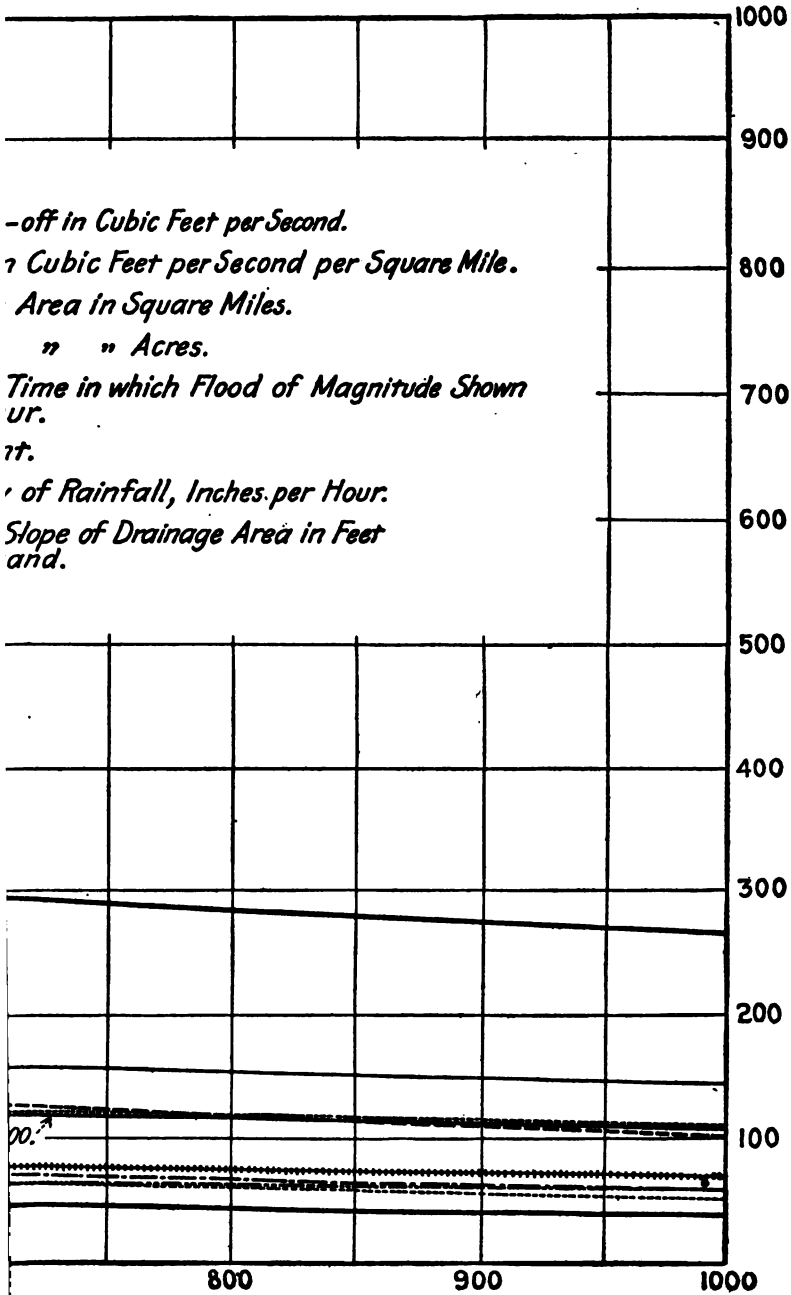 1000
900
-off in Cubic Feet per Second.
n Cubic Feet per Second per Square Mile.
800
Area in Square Miles.
" " Acres.
Time in which Flood of Magnitude Shown
700
ur.
nt.
y of Rainfall, Inches per Hour.
600
Slope of Drainage Area in Feet
and.
500
400
300
200
00.
100
800 900 1000